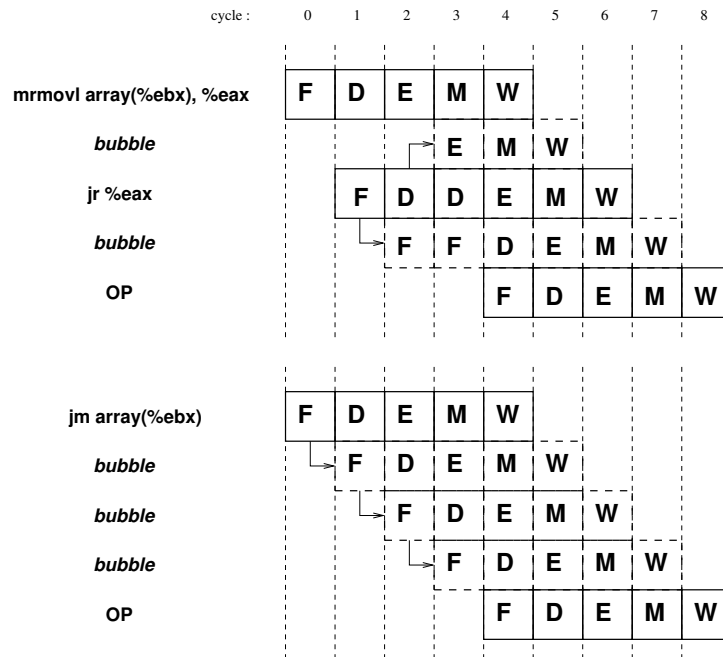 cycle : 0 1 2 3 4 5 6 7 8
mrmovl array(%ebx), %eax F D E M W
bubble E M W
jr %eax F D D E M W
bubble F F D E M W
OP F D E M W
jm array(%ebx) F D E M W
bubble F D E M W
bubble F D E M W
bubble F D E M W
OP F D E M W